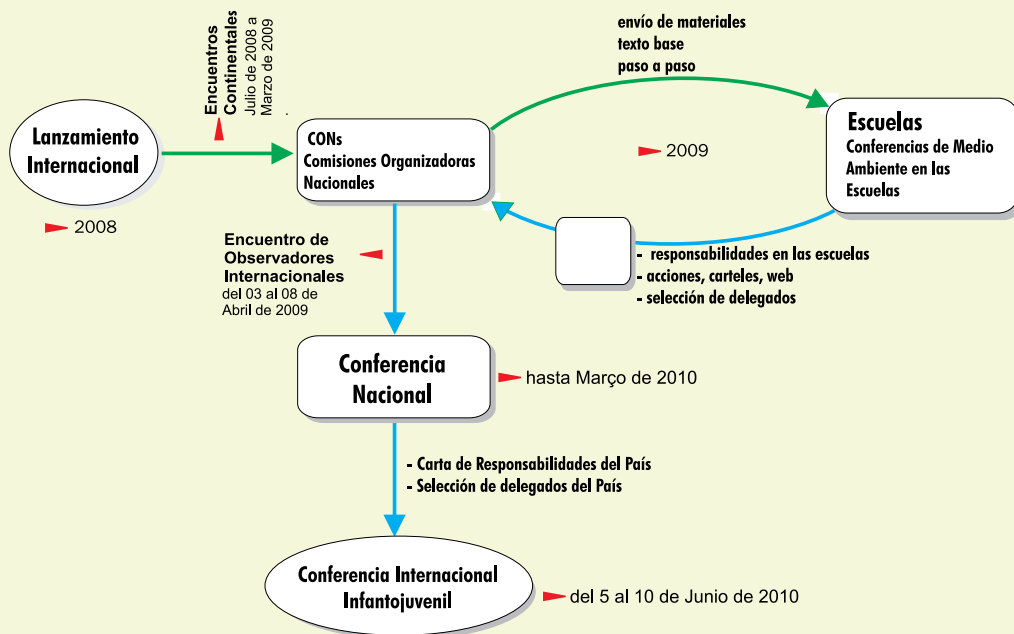 Encuentros
Continentales
Julio de 2008 a
Marzo de 2009
.
envío de materiales
texto base
paso a paso
Lanzamiento
Internacional
2008
CONs
Comisiones Organizadoras
Nacionales
2009
Escuelas
Conferencias de Medio
Ambiente en las
Escuelas
- responsabilidades en las escuelas
- acciones, carteles, web
- selección de delegados
Encuentro de
Observadores
Internacionales
del 03 al 08 de
Abril de 2009
Conferencia
Nacional
hasta Março de 2010
- Carta de Responsabilidades del País
- Selección de delegados del País
Conferencia Internacional
Infantojuvenil
del 5 al 10 de Junio de 2010